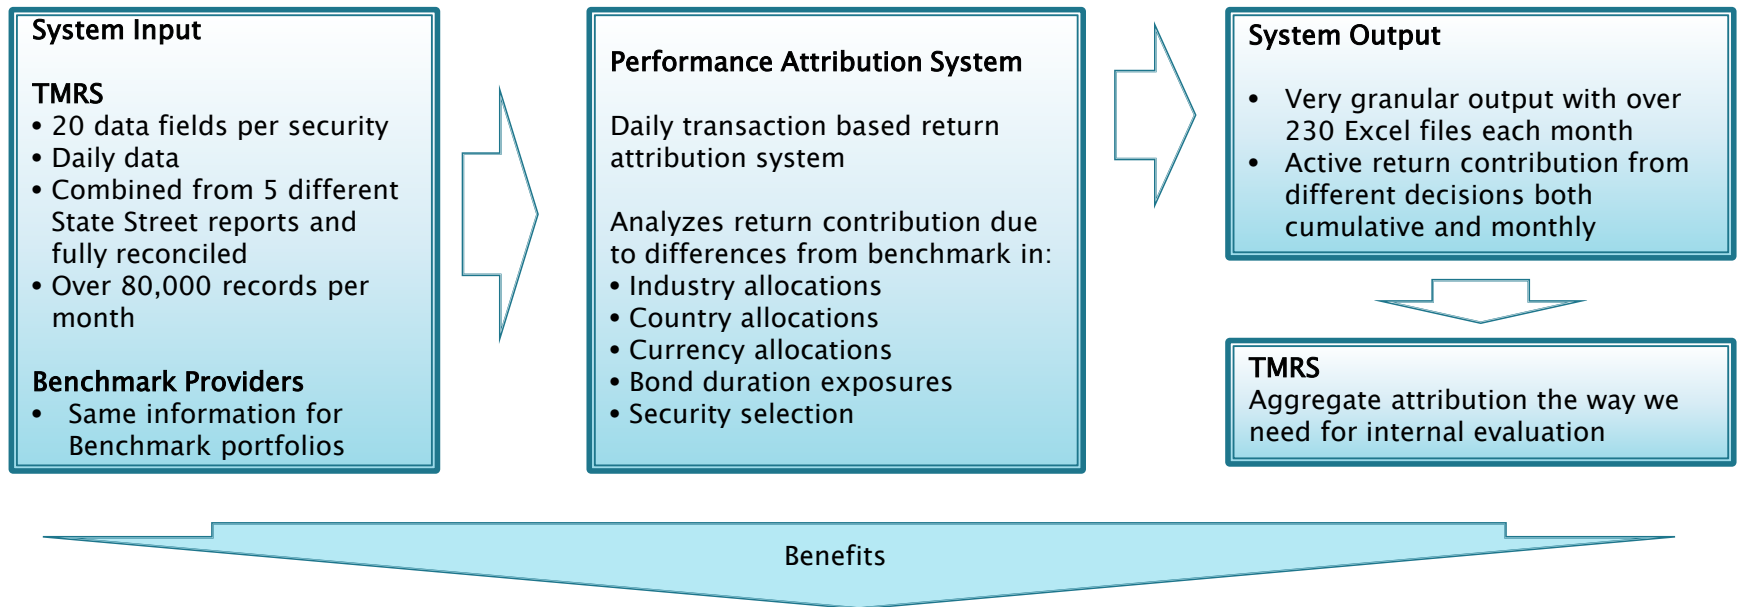 System Input
TMRS
• 20 data fields per security
• Daily data
• Combined from 5 different
State Street reports and
fully reconciled
• Over 80,000 records per
month
Benchmark Providers
• Same information for
Benchmark portfolios
Performance Attribution System
Daily transaction based return
attribution system
Analyzes return contribution due
to differences from benchmark in:
• Industry allocations
• Country allocations
• Currency allocations
• Bond duration exposures
• Security selection
System Output
• Very granular output with over
230 Excel files each month
• Active return contribution from
different decisions both
cumulative and monthly
TMRS
Aggregate attribution the way we
need for internal evaluation
Benefits